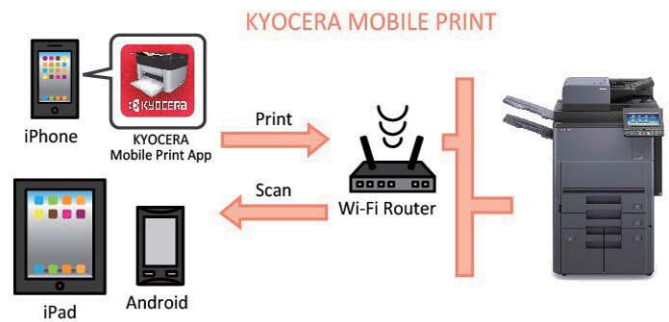 KYOCERA MOBILE PRINT
KYOCERA
iPhone
KYOCERA
Mobile Print App
Print
Scan
Wi-Fi Router
iPad
Android